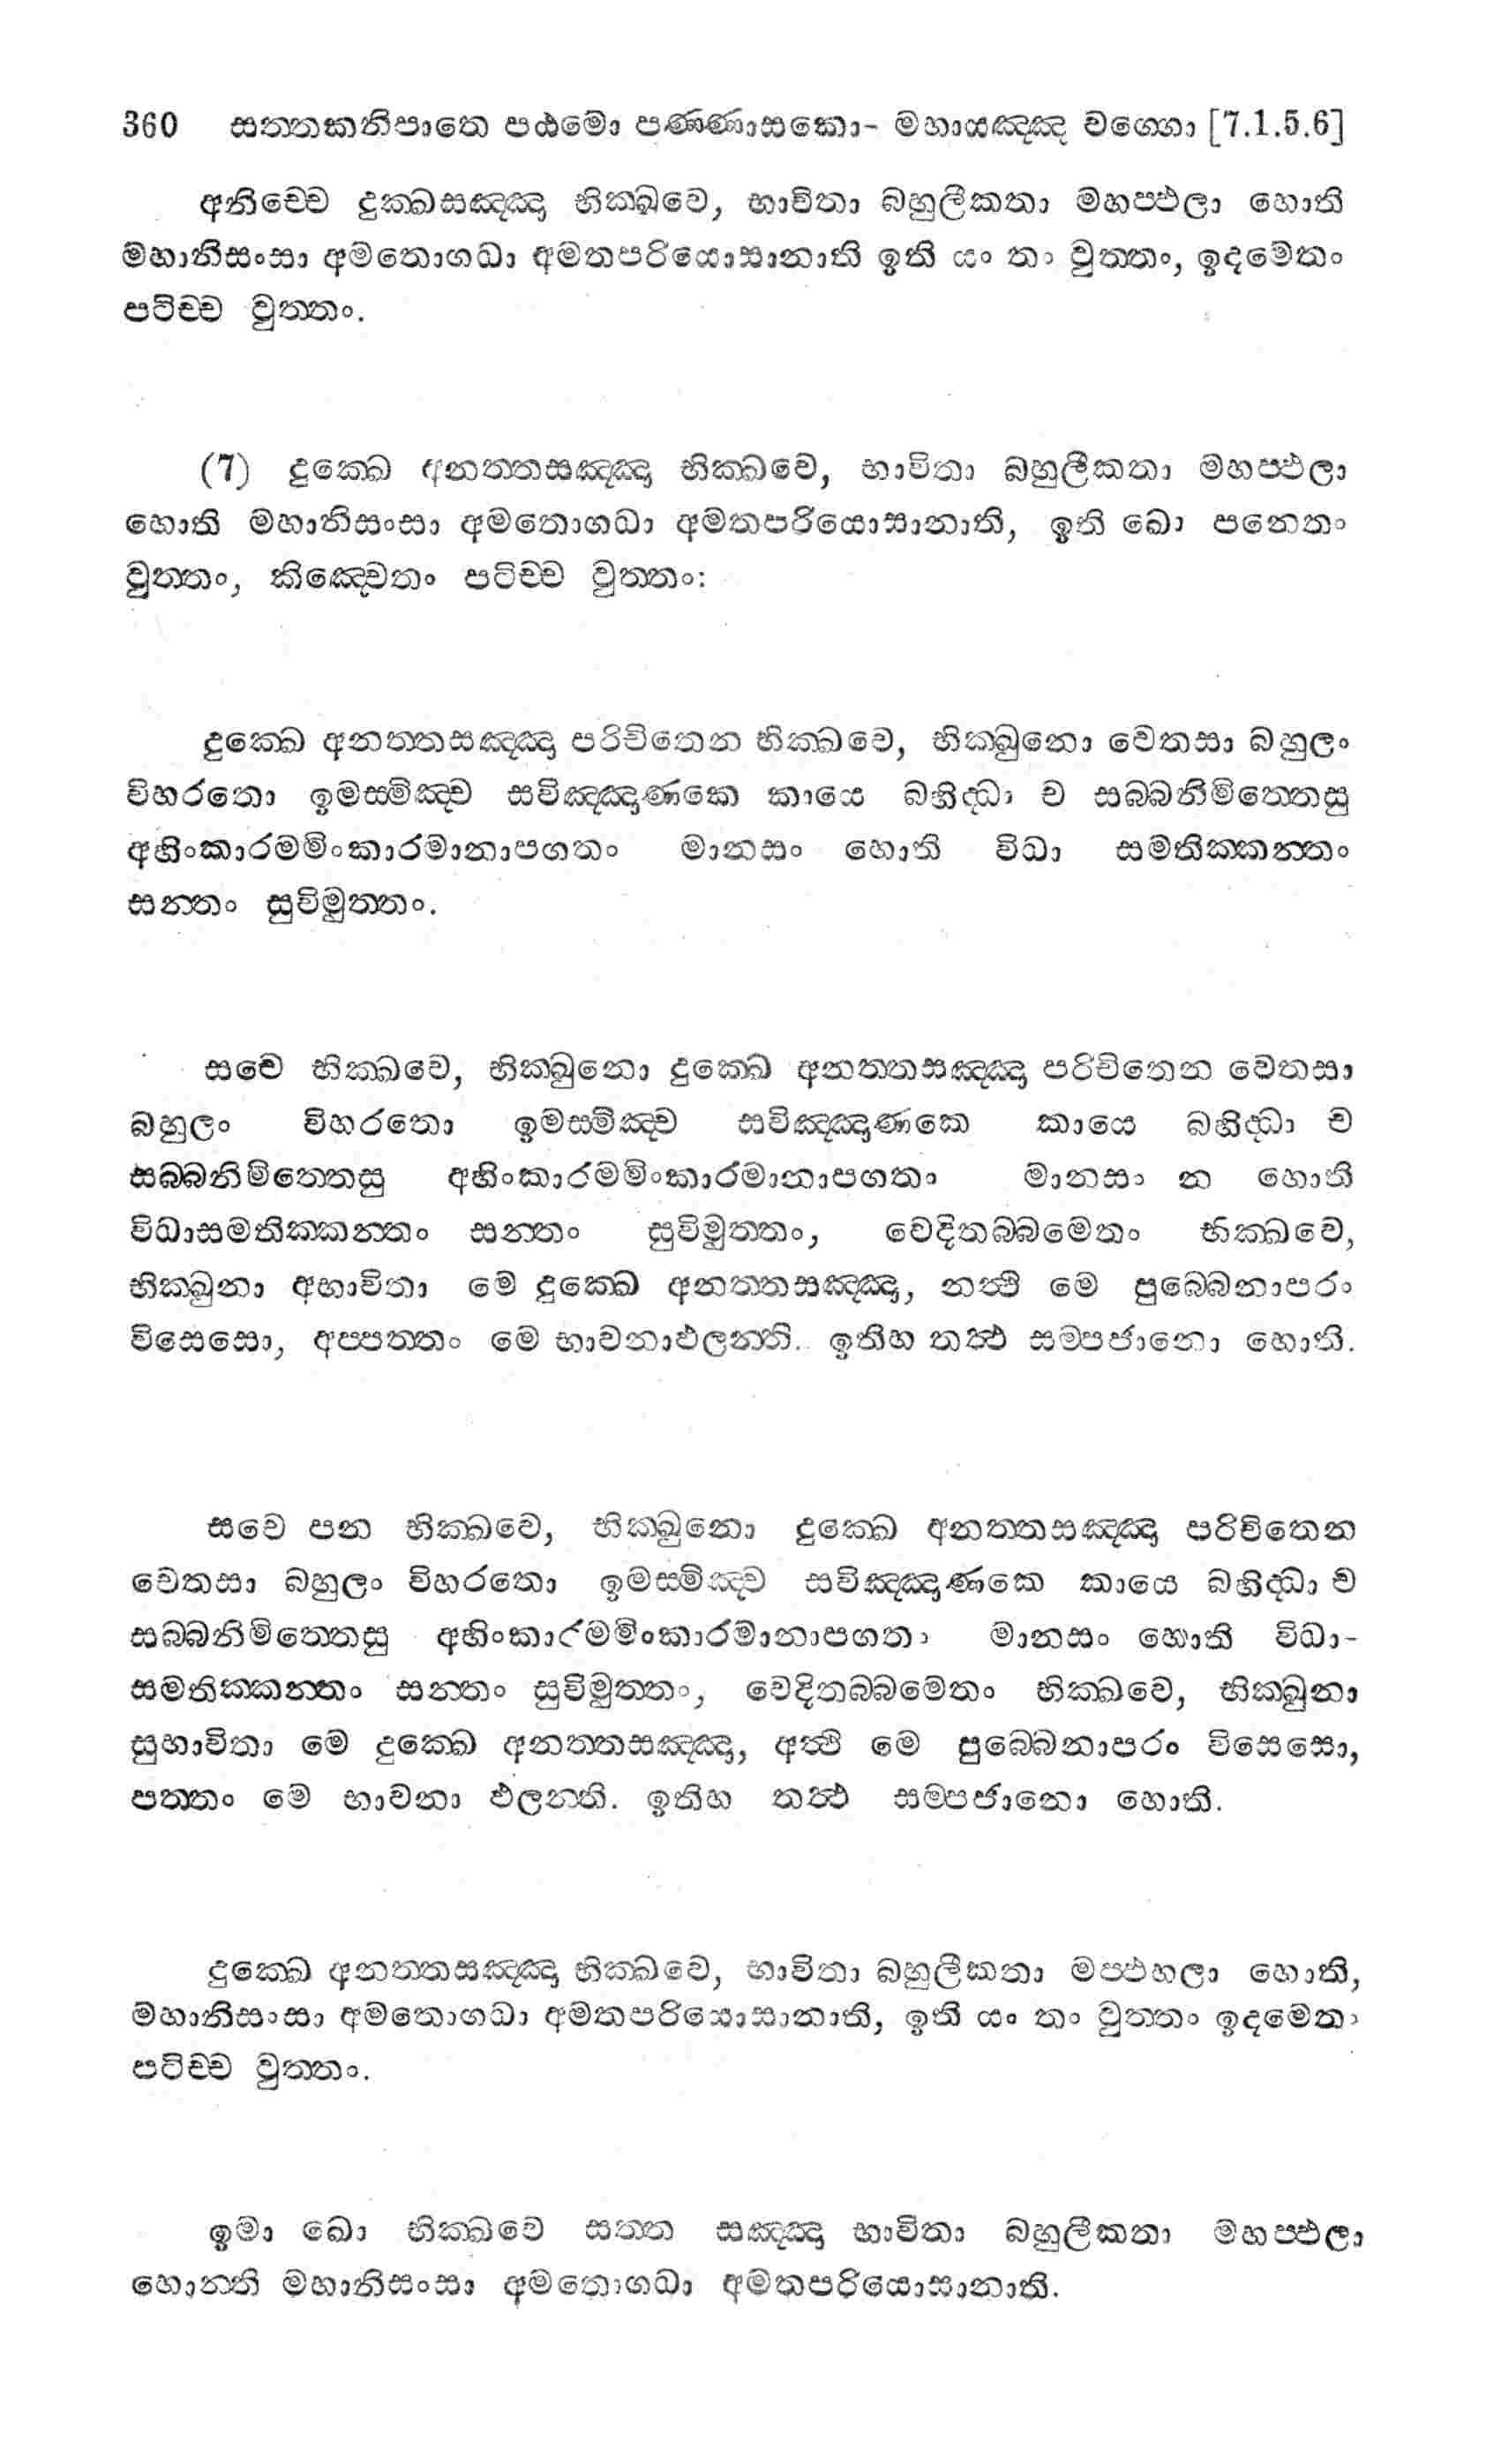 360 සත‍්තකනිපාතෙ පඨමො පණ‍්ණාසකො- මහායඤ‍්ඤ වග‍්ගො [7.1.5.6]
අනිච‍්චෙ දුක‍්ඛසඤ‍්ඤා භික‍්ඛවෙ, භාවිතා බහුලීකතා මහප‍්ඵලා හොති
මහානිසංසා අමතොගධා අමතපරියොසානාති ඉති යං තං වුත‍්තං, ඉදමෙතං
පටිච‍්ච වුත‍්තං.
(7) දුක‍්ඛෙ අනත‍්තසඤ‍්ඤා භික‍්ඛවෙ, භාවිතා බහුලීකතා මහප‍්ඵලා
හොති මහානිසංසා අමතොගධා අමතපරියොසානාති, ඉති ඛො පනෙතං
වුත‍්තං, කිඤ‍්චෙතං පටිච‍්ච වුත‍්තං:
දුක‍්ඛෙ අනත‍්තසඤ‍්ඤා පරිචිතෙන භික‍්ඛවෙ, භික‍්ඛුනො චෙතසා බහුලං
විහරතො ඉමස‍්මිඤ‍්ච සවිඤ‍්ඤාණකෙ කායෙ බහිද‍්ධා ච සබ‍්බනිමිත‍්තෙසු
අහිංකාරමමිංකාරමානාපගතං මානසං හොති විධා සමතික‍්කන‍්තං
සන‍්තං සුවිමුත‍්තං.
සචෙ භික‍්ඛවෙ, භික‍්ඛුනො දුක‍්ඛෙ අනත‍්තසඤ‍්ඤා පරිචිතෙන චෙතසා
බහුලං විහරතො ඉමස‍්මිඤ‍්ච සවිඤ‍්ඤාණකෙ කායෙ බහිද‍්ධා ච
සබ‍්බනිමිත‍්තෙසු අහිංකාරමමිංකාරමානාපගතං මානසං න හොති
විධාසමතික‍්කන‍්තං සන‍්තං සුවිමුත‍්තං, වෙදිතබ‍්බමෙතං භික‍්ඛවෙ,
භික‍්ඛුනා අභාවිතා මෙ දුක‍්ඛෙ අනත‍්තසඤ‍්ඤා, නත්‍ථි මෙ පුබ‍්බෙනාපරං
විසෙසො, අප‍්පත‍්තං මෙ භාවනාඵලන‍්ති. ඉතිහ තත්‍ථ සම‍්පජානො හොති.
සචෙ පන භික‍්ඛවෙ, භික‍්ඛුනො දුක‍්ඛෙ අනත‍්තසඤ‍්ඤා පරිචිතෙන
චෙතසා බහුලං විහරතො ඉමස‍්මිඤ‍්ච සවිඤ‍්ඤාණකෙ කායෙ බහිද‍්ධා ච
සබ‍්බනිමිත‍්තෙසු අහිංකාරමමිංකාරමානාපගතං මානසං හොති විධා-
සමතික‍්කන‍්තං සන‍්තං සුවිමුත‍්තං, වෙදිතබ‍්බමෙතං භික‍්ඛවෙ, භික‍්ඛුනා
සුභාවිතා මෙ දුක‍්ඛෙ අනත‍්තසඤ‍්ඤා, අත්‍ථි මෙ පුබ‍්බෙනාපරං විසෙසො,
පත‍්තං මෙ භාවනා ඵලන‍්ති. ඉතිහ තත්‍ථ සම‍්පජානො හොති.
දුක‍්ඛෙ අනත‍්තසඤ‍්ඤා භික‍්ඛවෙ, භාවිතා බහුලීකතා මප‍්ඵහලා හොති,
මහානිසංසා අමතොගධා අමතපරියොසානාති, ඉති යං තං වුත‍්තං ඉදමෙතං
පටිච‍්ච වුත‍්තං.
ඉමා ඛො භික‍්ඛවෙ සත‍්ත සඤ‍්ඤා භාවිතා බහුලීකතා මහප‍්ඵලා
හොන‍්ති මහානිසංසා අමතොගධා අමතපරියොසානාති.